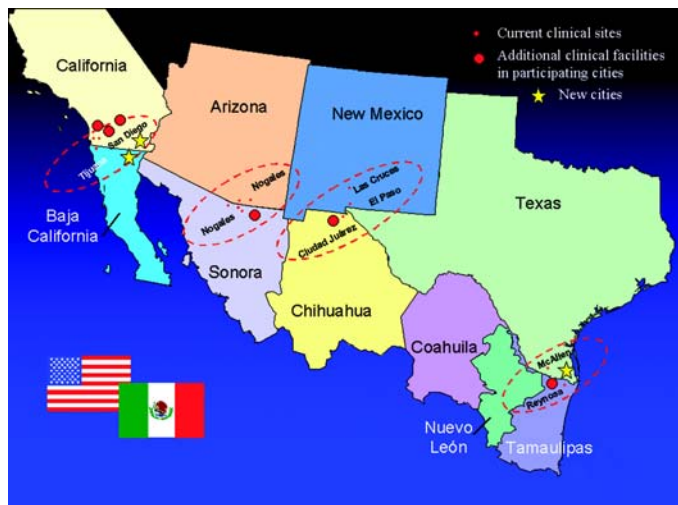 Current clinical sites
Additional clinical facilities
in participating cities
New cities
California
Arizona
New Mexico
Texas
San Diego
Tijuana
Nogales
Nogales
Las Cruces
El Paso
Ciudad Juárez
Baja
California
Sonora
Chihuahua
Coahuila
McAllen
Reynosa
Nuevo
León
Tamaulipas